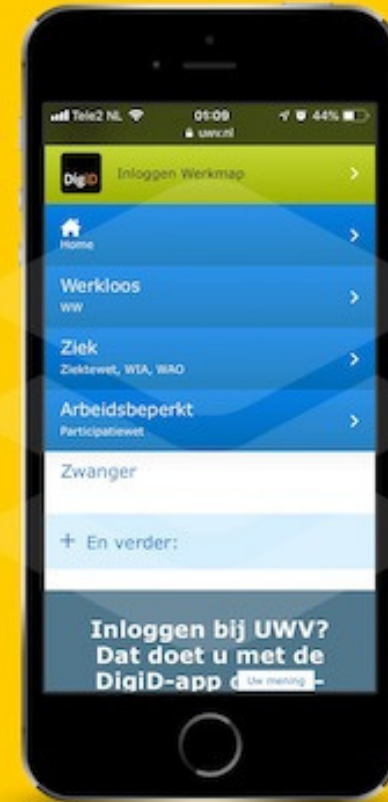 Tele2 NL 01:09 44%
uwv.nl
DigiD Inloggen Werkmap
Home
Werkloos
WW
Ziek
Ziektewet, WIA, WAO
Arbeidsbeperkt
Participatiewet
Zwanger
+ En verder:
Inloggen bij UWV?
Dat doet u met de
DigiD-app
Uw mening